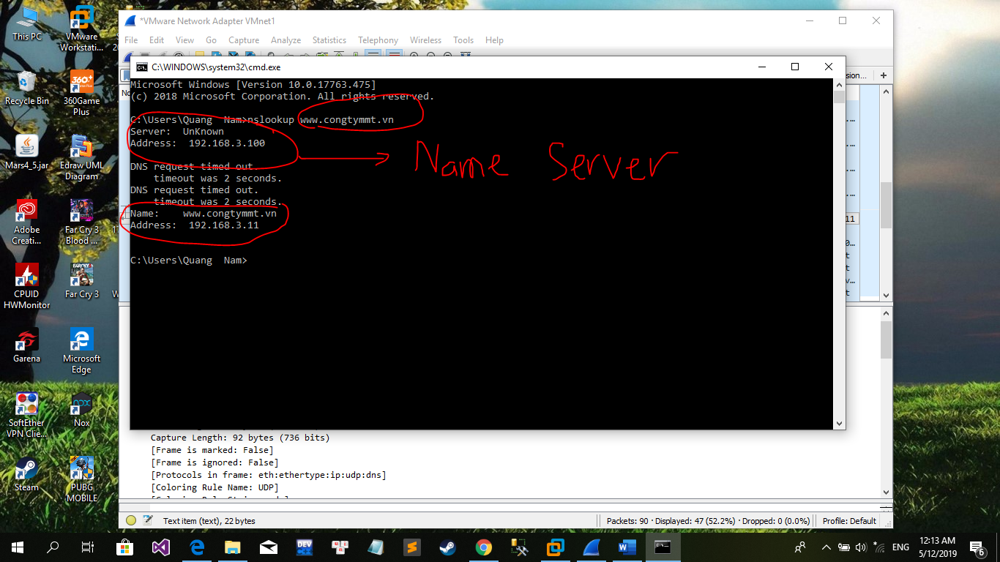 This PC
VMware Workstati...
Recycle Bin
360Game Plus
Mars4_5.jar
Edraw UML Diagram
Adobe Creati...
Far Cry 3 Blood ...
CPUID HWMonitor
Far Cry 3
Garena
Microsoft Edge
SoftEther VPN Clie...
Nox
Steam
PUBG MOBILE
*VMware Network Adapter VMnet1
File Edit View Go Capture Analyze Statistics Telephony Wireless Tools Help
C:\WINDOWS\system32\cmd.exe
Microsoft Windows [Version 10.0.17763.475]
(c) 2018 Microsoft Corporation. All rights reserved.
C:\Users\Quang  Nam>nslookup www.congtymmt.vn
Server:  UnKnown
Address:  192.168.3.100
Name Server
DNS request timed out.
    timeout was 2 seconds.
DNS request timed out.
    timeout was 2 seconds.
Name:    www.congtymmt.vn
Address:  192.168.3.11
C:\Users\Quang  Nam>
Capture Length: 92 bytes (736 bits)
[Frame is marked: False]
[Frame is ignored: False]
[Protocols in frame: eth:ethertype:ip:udp:dns]
[Coloring Rule Name: UDP]
Text item (text), 22 bytes
Packets: 90 · Displayed: 47 (52.2%) · Dropped: 0 (0.0%)
Profile: Default
ENG
12:13 AM
5/12/2019
6